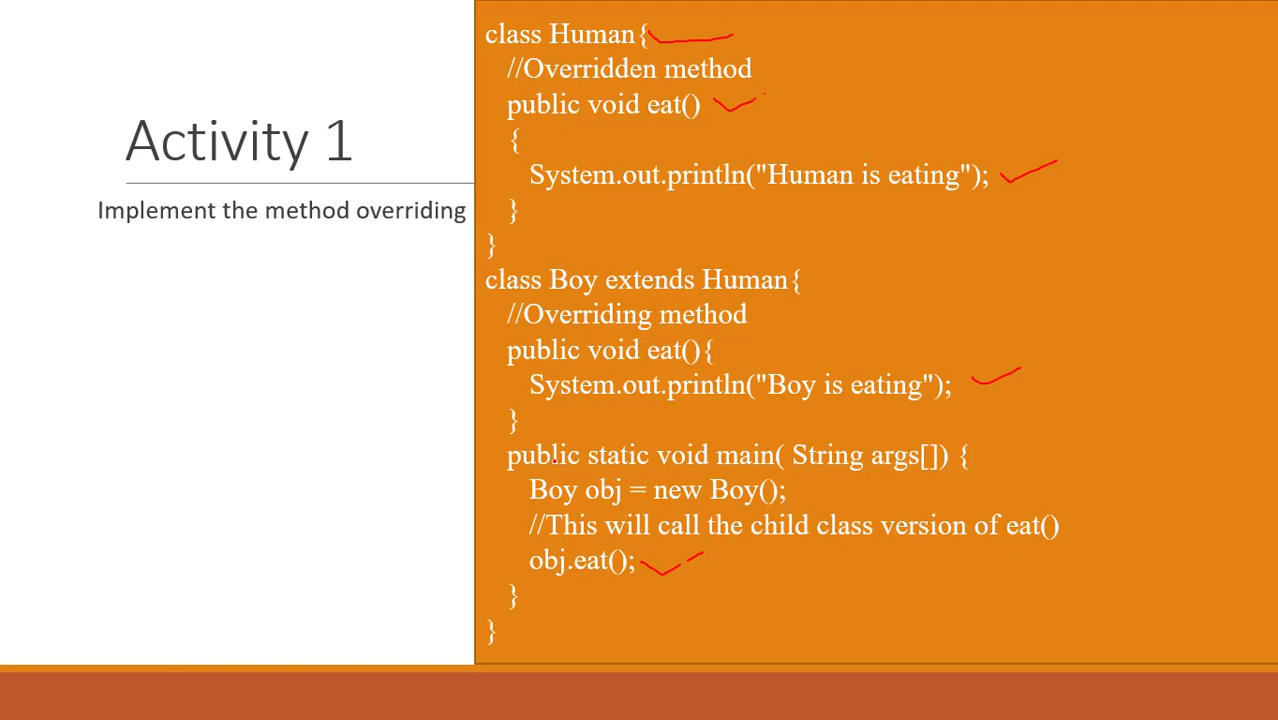 Activity 1
Implement the method overriding
class Human{
//Overridden method
public void eat()
{
System.out.println("Human is eating");
}
}
class Boy extends Human{
//Overriding method
public void eat(){
System.out.println("Boy is eating");
}
public static void main( String args[]) {
Boy obj = new Boy();
//This will call the child class version of eat()
obj.eat();
}
}